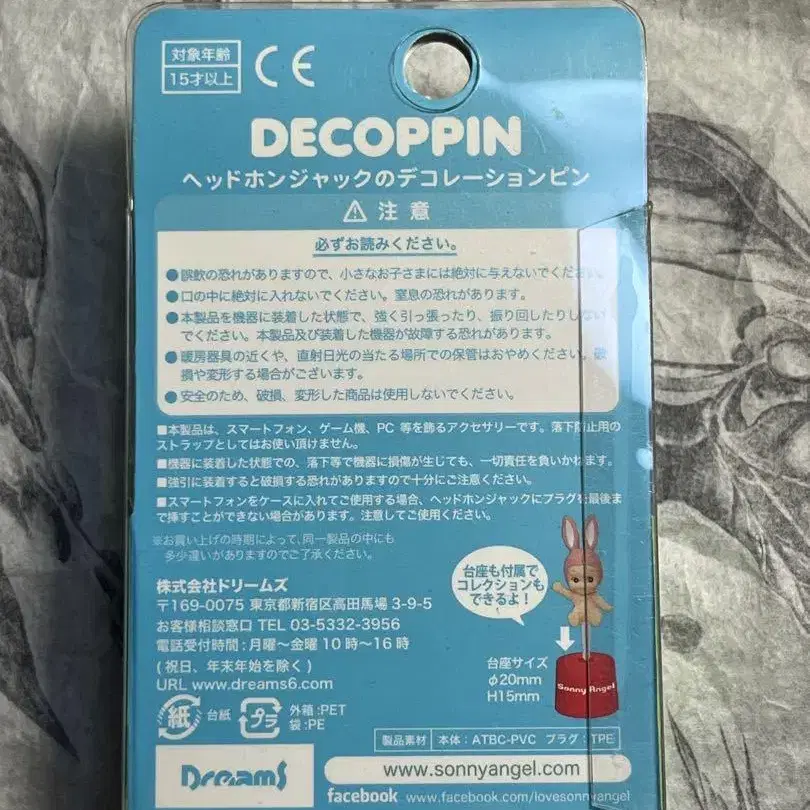 対象年齢
15才以上
CE
DECOPPIN
ヘッドホンジャックのデコレーションピン
⚠ 注意
必ずお読みください。
●誤飲の恐れがありますので、小さなお子さまには絶対に与えないでください。
●口の中に絶対に入れないでください。窒息の恐れがあります。
●本製品を機器に装着した状態で、強く引っ張ったり、振り回したりしない
でください。本製品及び装着した機器が故障する恐れがあります。
●暖房器具の近くや、直射日光の当たる場所での保管はおやめください。破
損や変形する場合がございます。
●安全のため、破損、変形した商品は使用しないでください。
■本製品は、スマートフォン、ゲーム機、PC 等を飾るアクセサリーです。落下防止用の
ストラップとしてはお使い頂けません。
■機器に装着した状態での、落下等で機器に損傷が生じても、一切責任を負いかねます。
■強引に装着すると破損する恐れがありますので十分にご注意ください。
■スマートフォンをケースに入れてご使用する場合、ヘッドホンジャックにプラグを最後ま
で挿すことができない場合があります。注意してご使用ください。
※お買い上げの時期によって、同一製品の中にも
多少違いがありますのでご了承ください。
台座も付属で
コレクションも
できるよ!
株式会社ドリームズ
〒169-0075 東京都新宿区高田馬場 3-9-5
お客様相談窓口 TEL 03-5332-3956
電話受付時間:月曜〜金曜 10 時〜16 時
( 祝日、年末年始を除く )
URL www.dreams6.com
台座サイズ
φ20mm
H15mm
Sonny Angel
紙 台紙
プラ 外箱:PET
袋:PE
製品素材 本体:ATBC-PVC プラグ:TPE
Dreams
www.sonnyangel.com
facebook www.facebook.com/lovesonnyangel